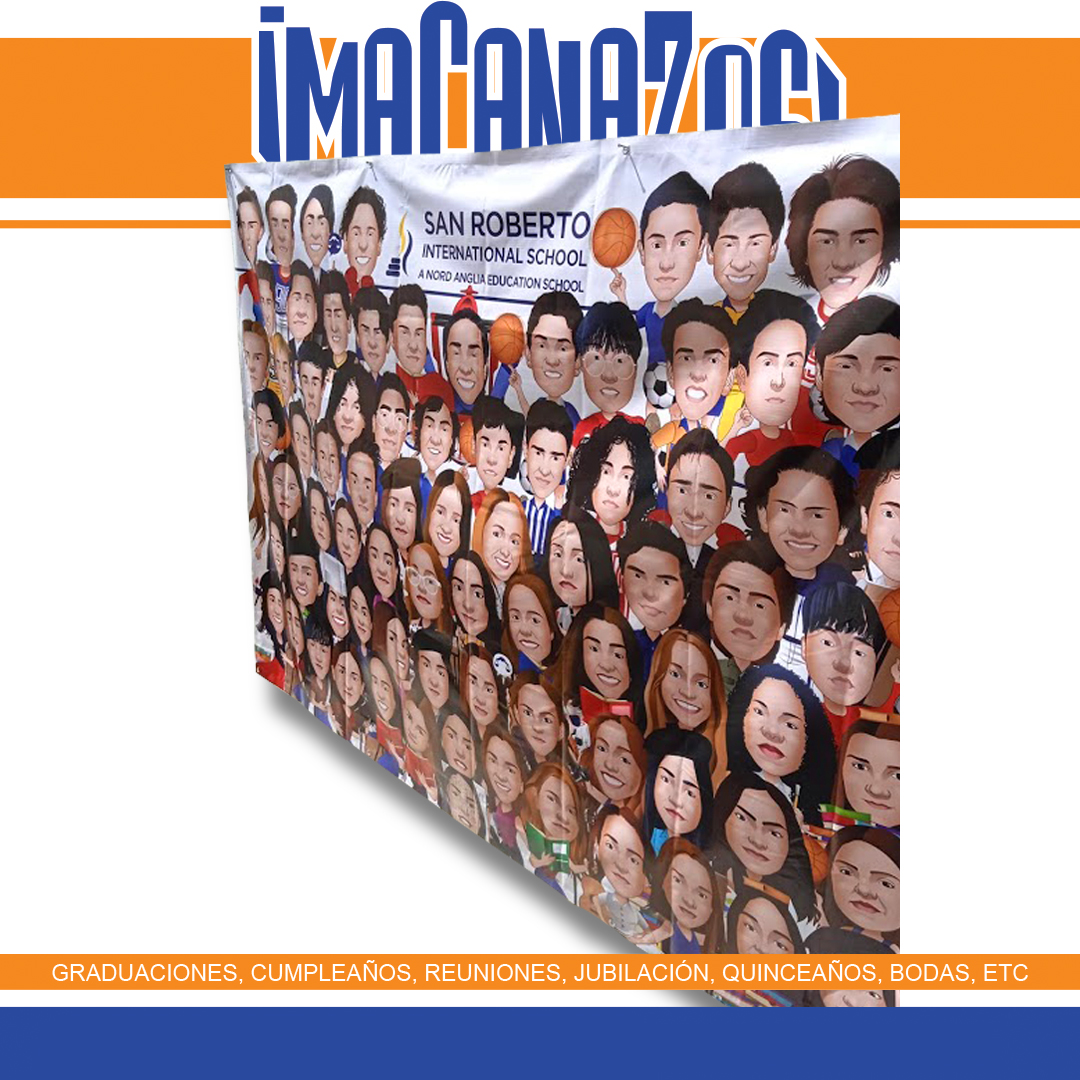 ¡MACANAZOS!
SAN ROBERTO
INTERNATIONAL SCHOOL
A NORD ANGLIA EDUCATION SCHOOL
GRADUACIONES, CUMPLEAÑOS, REUNIONES, JUBILACIÓN, QUINCEAÑOS, BODAS, ETC